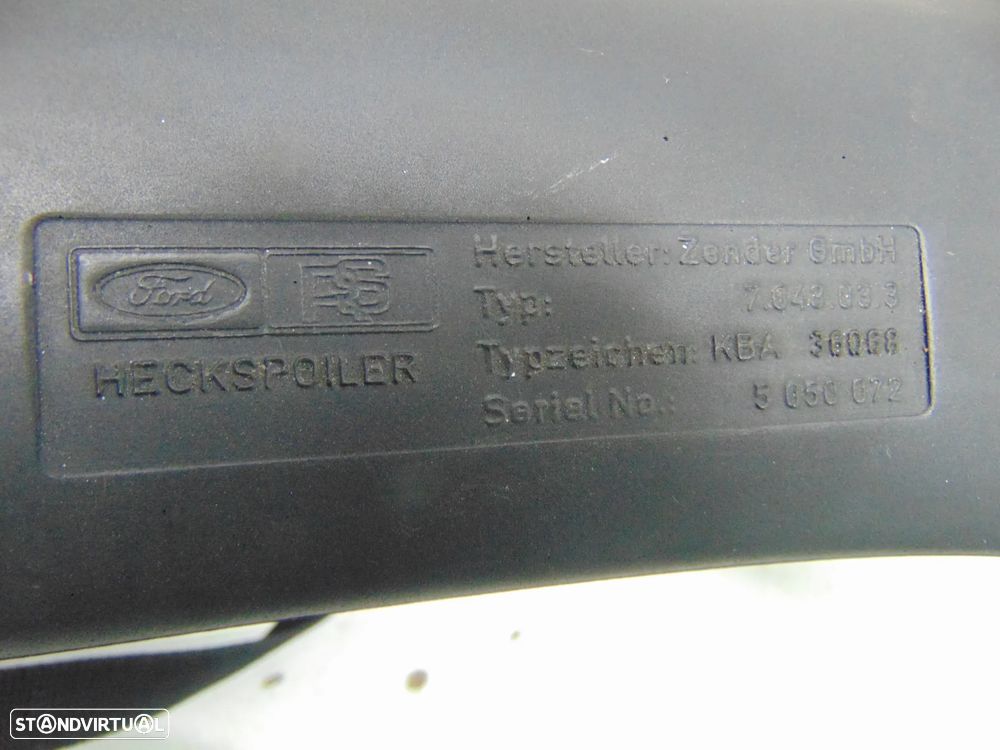 Ford RS
HECKSPOILER
Hersteller: Zender GmbH
Typ: 7.043.03.3
Typzeichen: KBA 36068
Serial No.: 5 050 072
STANDVIRTUAL